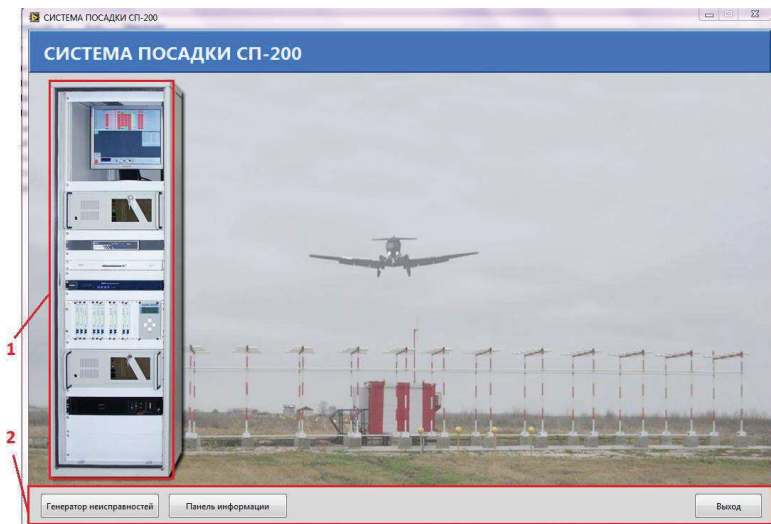 СИСТЕМА ПОСАДКИ СП-200
СИСТЕМА ПОСАДКИ СП-200
1
2
Генератор неисправностей Панель информации Выход